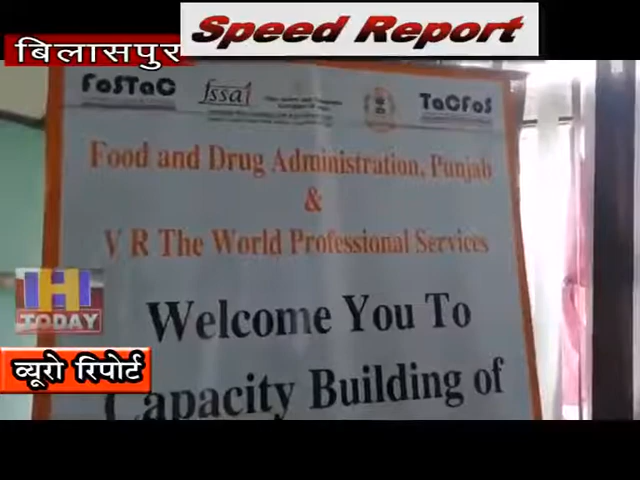 Speed Report
बिलासपुर
FoSTaC
fssai
TaCFoS
Food and Drug Administration, Punjab
&
V R The World Professional Services
H
TODAY
Welcome You To
ब्यूरो रिपोर्ट
Capacity Building of